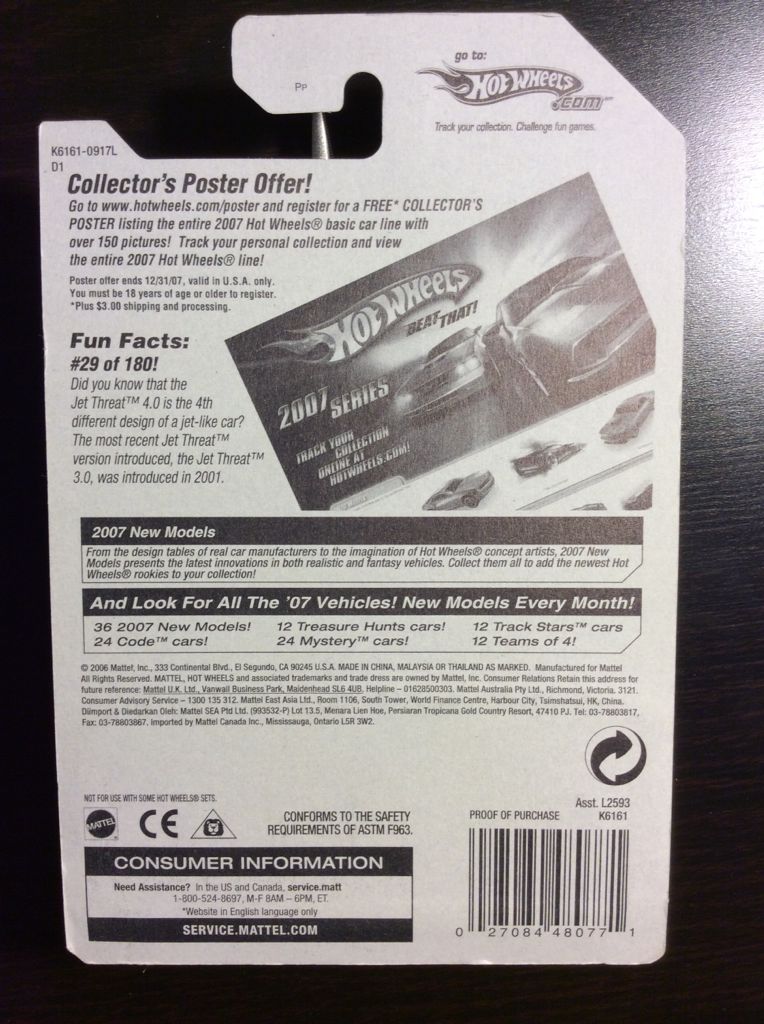 Pp
go to:
HOT WHEELS
.COM™
Track your collection. Challenge fun games.
K6161-0917L
D1
Collector's Poster Offer!
Go to www.hotwheels.com/poster and register for a FREE* COLLECTOR'S
POSTER listing the entire 2007 Hot Wheels® basic car line with
over 150 pictures! Track your personal collection and view
the entire 2007 Hot Wheels® line!
Poster offer ends 12/31/07, valid in U.S.A. only.
You must be 18 years of age or older to register.
*Plus $3.00 shipping and processing.
HOT WHEELS
BEAT THAT!
2007 SERIES
TRACK YOUR
COLLECTION
ONLINE AT
HOTWHEELS.COM!
Fun Facts:
#29 of 180!
Did you know that the
Jet Threat™ 4.0 is the 4th
different design of a jet-like car?
The most recent Jet Threat™
version introduced, the Jet Threat™
3.0, was introduced in 2001.
2007 New Models
From the design tables of real car manufacturers to the imagination of Hot Wheels® concept artists, 2007 New
Models presents the latest innovations in both realistic and fantasy vehicles. Collect them all to add the newest Hot
Wheels® rookies to your collection!
And Look For All The '07 Vehicles! New Models Every Month!
36 2007 New Models! 12 Treasure Hunts cars! 12 Track Stars™ cars
24 Code™ cars! 24 Mystery™ cars! 12 Teams of 4!
© 2006 Mattel, Inc., 333 Continental Blvd., El Segundo, CA 90245 U.S.A. MADE IN CHINA, MALAYSIA OR THAILAND AS MARKED. Manufactured for Mattel
All Rights Reserved. MATTEL, HOT WHEELS and associated trademarks and trade dress are owned by Mattel, Inc. Consumer Relations Retain this address for
future reference: Mattel U.K. Ltd., Vanwall Business Park, Maidenhead SL6 4UB. Helpline – 01628500303. Mattel Australia Pty Ltd., Richmond, Victoria. 3121.
Consumer Advisory Service – 1300 135 312. Mattel East Asia Ltd., Room 1106, South Tower, World Finance Centre, Harbour City, Tsimshatsui, HK, China.
Diimport & Diedarkan Oleh: Mattel SEA Ptd Ltd. (993532-P) Lot 13.5, Menara Lien Hoe, Persiaran Tropicana Gold Country Resort, 47410 PJ. Tel: 03-78803817,
Fax: 03-78803867. Imported by Mattel Canada Inc., Mississauga, Ontario L5R 3W2.
NOT FOR USE WITH SOME HOT WHEELS® SETS.
MATTEL
CE
CONFORMS TO THE SAFETY
REQUIREMENTS OF ASTM F963.
Asst. L2593
PROOF OF PURCHASE K6161
CONSUMER INFORMATION
Need Assistance? In the US and Canada, service.matt
1-800-524-8697, M-F 8AM – 6PM, ET.
*Website in English language only
SERVICE.MATTEL.COM
0 27084 48077 1